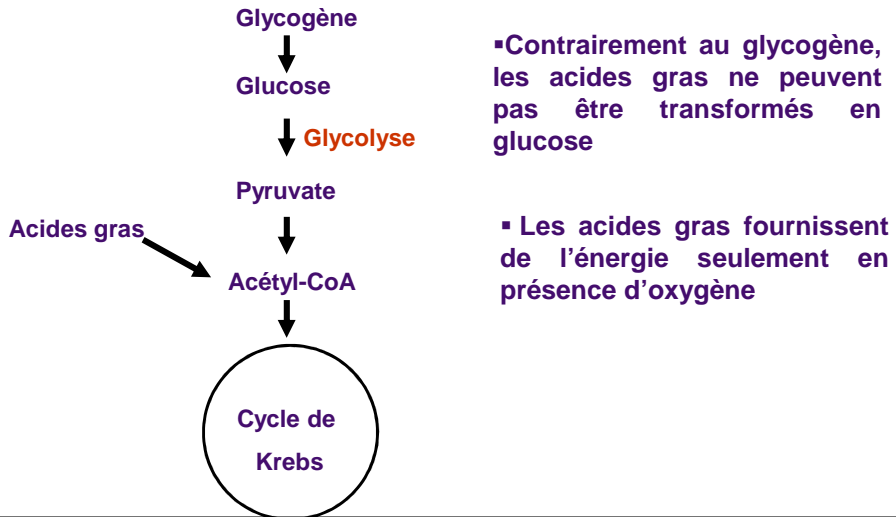 Glycogène
Glucose
Glycolyse
Pyruvate
Acides gras
Acétyl-CoA
Cycle de
Krebs
▪Contrairement au glycogène,
les acides gras ne peuvent
pas être transformés en
glucose
▪ Les acides gras fournissent
de l’énergie seulement en
présence d’oxygène